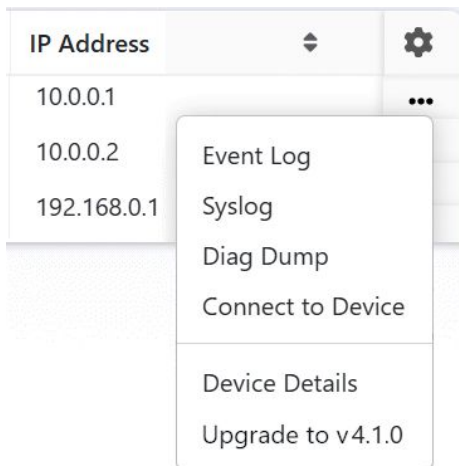 IP Address
10.0.0.1
10.0.0.2
192.168.0.1
Event Log
Syslog
Diag Dump
Connect to Device
Device Details
Upgrade to v4.1.0